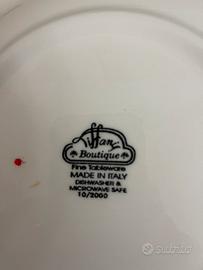 Tiffany
Boutique
Fine Tableware
MADE IN ITALY
DISHWASHER &
MICROWAVE SAFE
10/2000
Subito.it